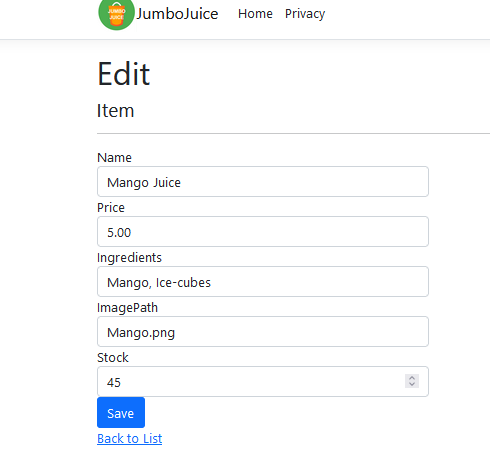 JUMBO
JUICE
JumboJuice Home Privacy
Edit
Item
Name
Mango Juice
Price
5.00
Ingredients
Mango, Ice-cubes
ImagePath
Mango.png
Stock
45
Save
Back to List